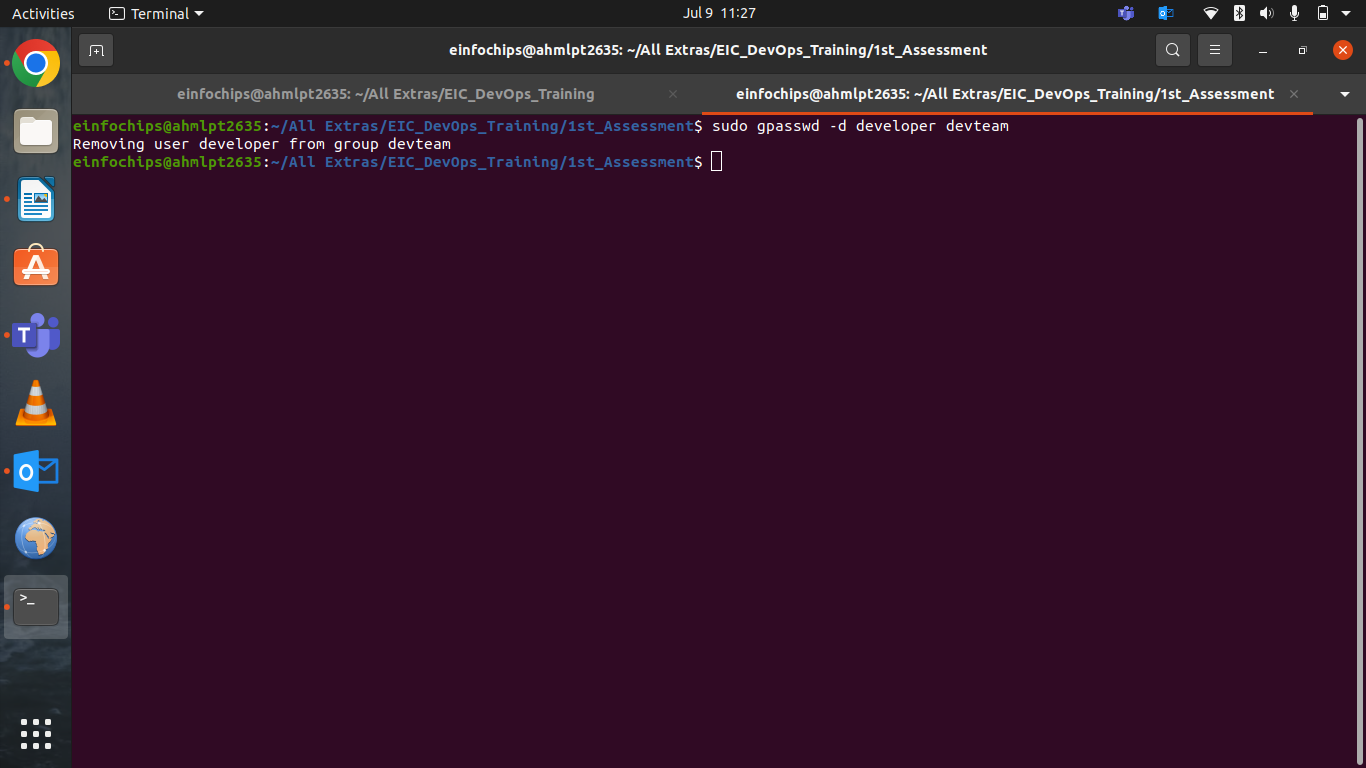 Activities
Terminal
Jul 9 11:27
einfochips@ahmlpt2635: ~/All Extras/EIC_DevOps_Training/1st_Assessment
einfochips@ahmlpt2635: ~/All Extras/EIC_DevOps_Training
einfochips@ahmlpt2635: ~/All Extras/EIC_DevOps_Training/1st_Assessment
einfochips@ahmlpt2635:~/All Extras/EIC_DevOps_Training/1st_Assessment$ sudo gpasswd -d developer devteam
Removing user developer from group devteam
einfochips@ahmlpt2635:~/All Extras/EIC_DevOps_Training/1st_Assessment$